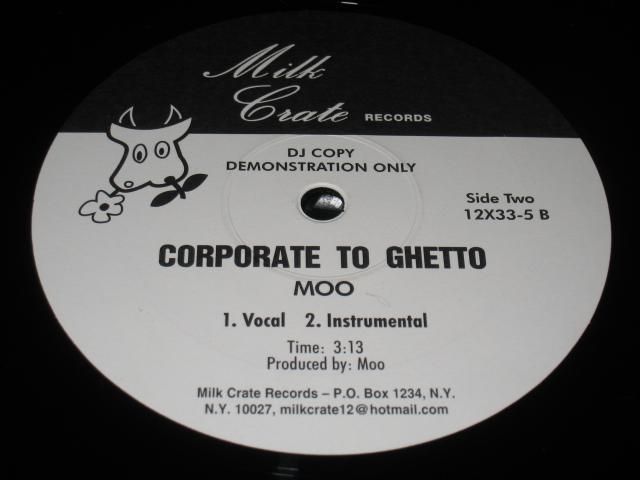 Milk
Crate RECORDS
DJ COPY
DEMONSTRATION ONLY
Side Two
12X33-5 B
CORPORATE TO GHETTO
MOO
1. Vocal 2. Instrumental
Time: 3:13
Produced by: Moo
Milk Crate Records – P.O. Box 1234, N.Y.
N.Y. 10027, milkcrate12@hotmail.com